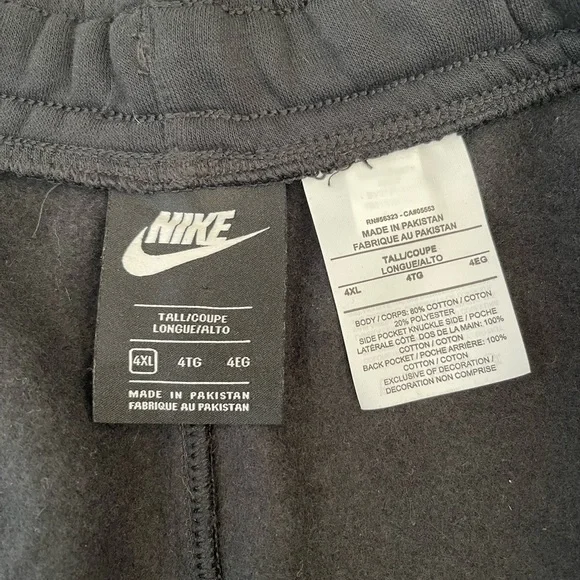 NIKE
TALL/COUPE
LONGUE/ALTO
4XL 4TG 4EG
MADE IN PAKISTAN
FABRIQUE AU PAKISTAN
RN#56323 - CA#05553
MADE IN PAKISTAN
FABRIQUE AU PAKISTAN
TALL/COUPE
LONGUE/ALTO
4XL 4TG 4EG
BODY / CORPS: 80% COTTON / COTON
20% POLYESTER
SIDE POCKET KNUCKLE SIDE / POCHE
LATÉRALE CÔTÉ DOS DE LA MAIN: 100%
COTTON / COTON
BACK POCKET / POCHE ARRIÈRE: 100%
COTTON / COTON
EXCLUSIVE OF DECORATION /
DECORATION NON COMPRISE